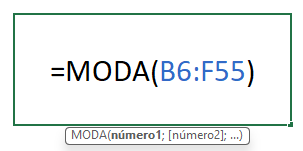 =MODA(B6:F55)
MODA(número1; [número2]; ...)